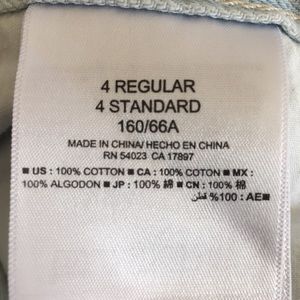 4 REGULAR
4 STANDARD
160/66A
MADE IN CHINA/ HECHO EN CHINA
RN 54023 CA 17897
■ US : 100% COTTON ■ CA : 100% COTON ■ MX :
100% ALGODON ■ JP : 100% 綿 ■ CN : 100% 棉
■ AE : 100% قطن